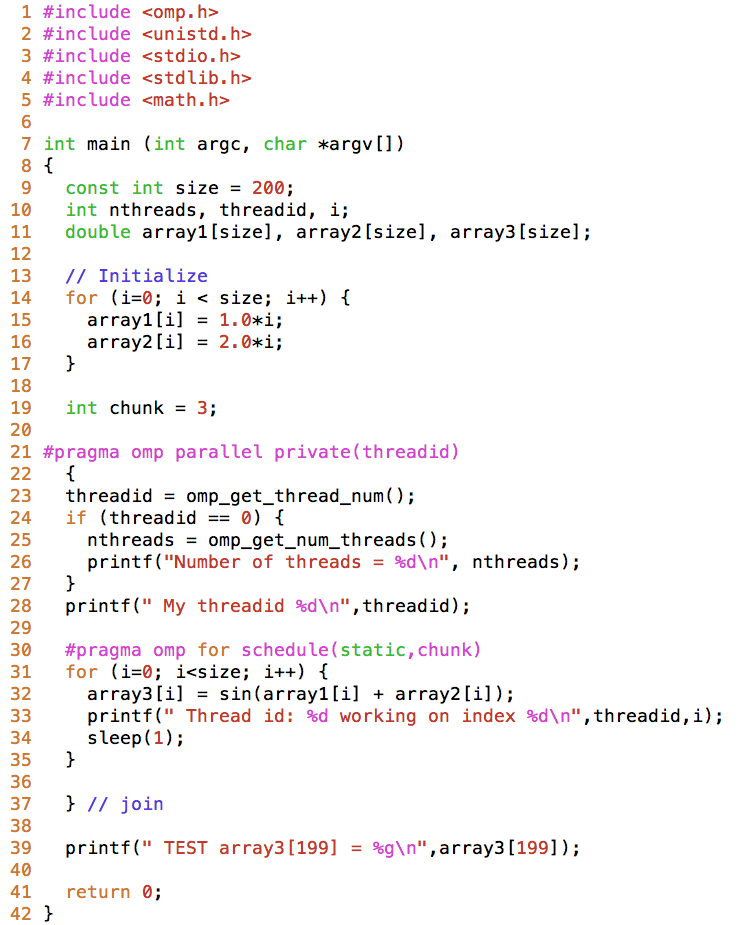 1 #include <omp.h>
2 #include <unistd.h>
3 #include <stdio.h>
4 #include <stdlib.h>
5 #include <math.h>
6
7 int main (int argc, char *argv[])
8 {
9   const int size = 200;
10   int nthreads, threadid, i;
11   double array1[size], array2[size], array3[size];
12
13   // Initialize
14   for (i=0; i < size; i++) {
15     array1[i] = 1.0*i;
16     array2[i] = 2.0*i;
17   }
18
19   int chunk = 3;
20
21 #pragma omp parallel private(threadid)
22   {
23   threadid = omp_get_thread_num();
24   if (threadid == 0) {
25     nthreads = omp_get_num_threads();
26     printf("Number of threads = %d\n", nthreads);
27   }
28   printf(" My threadid %d\n",threadid);
29
30   #pragma omp for schedule(static,chunk)
31   for (i=0; i<size; i++) {
32     array3[i] = sin(array1[i] + array2[i]);
33     printf(" Thread id: %d working on index %d\n",threadid,i);
34     sleep(1);
35   }
36
37   } // join
38
39   printf(" TEST array3[199] = %g\n",array3[199]);
40
41   return 0;
42 }